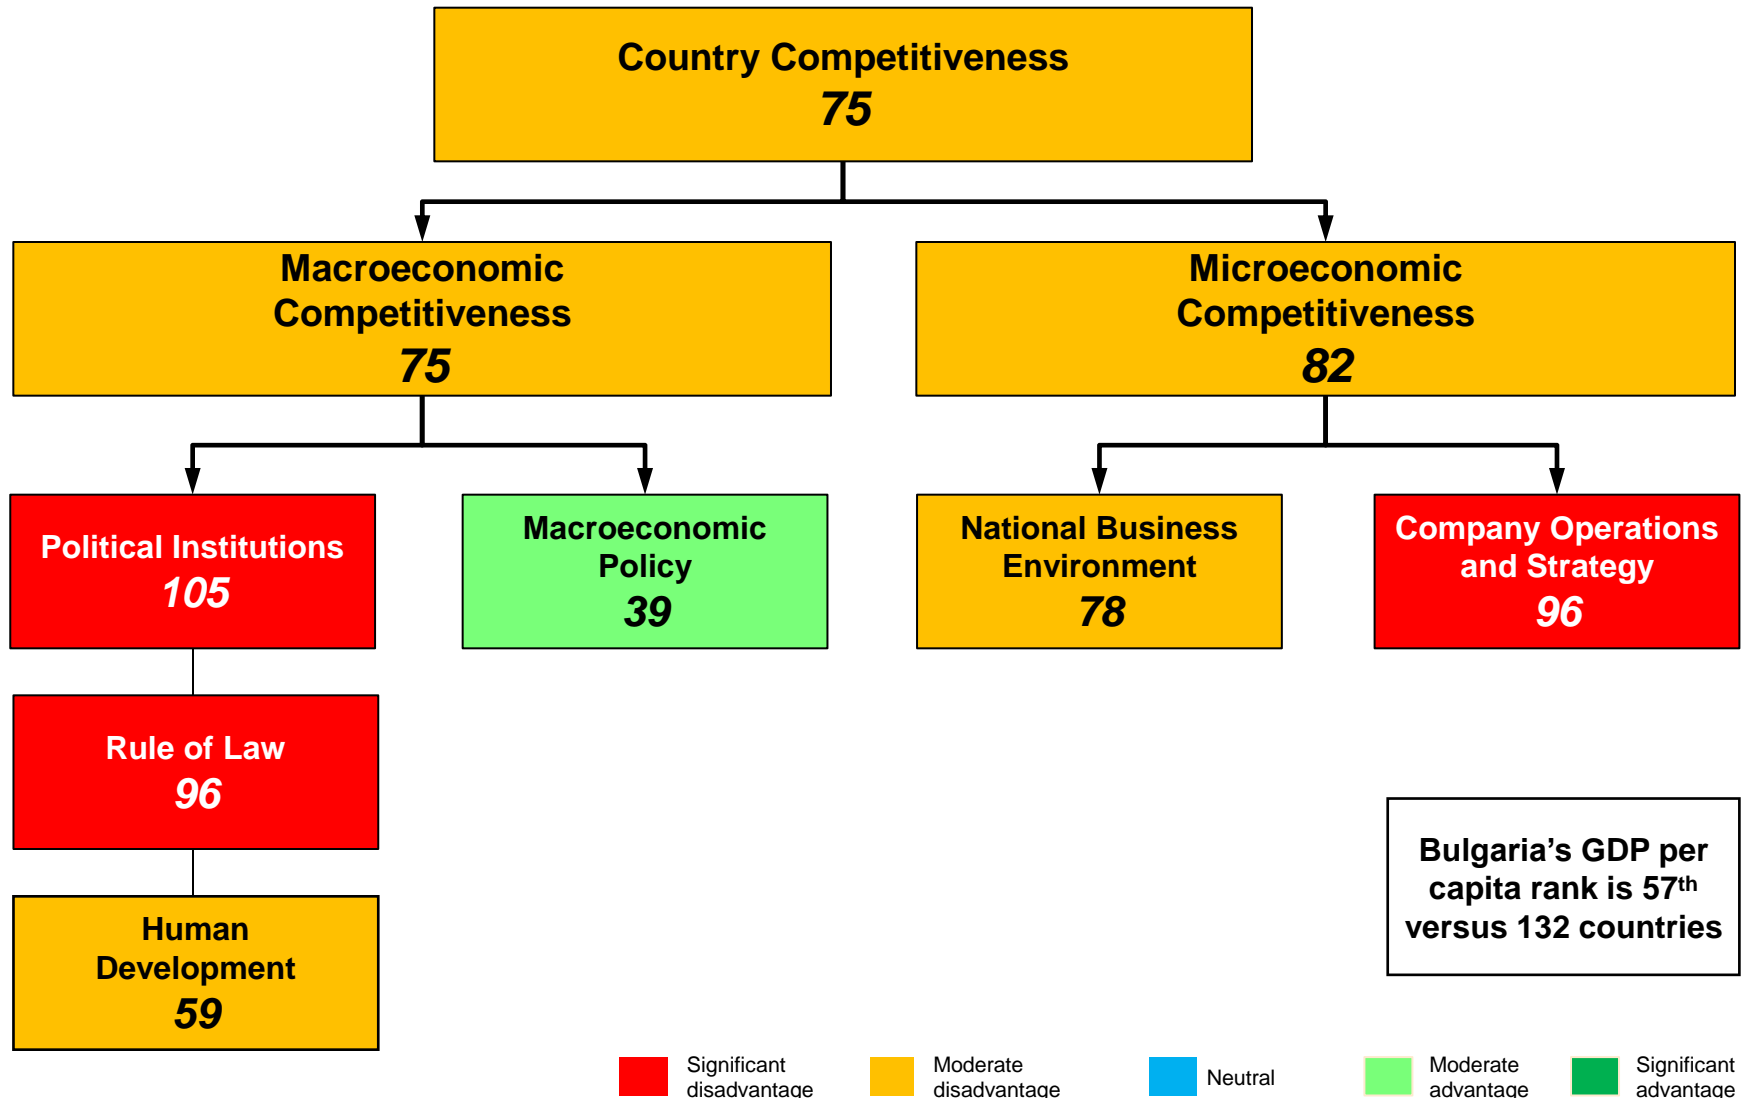 Country Competitiveness
75
Macroeconomic
Competitiveness
75
Microeconomic
Competitiveness
82
Political Institutions
105
Macroeconomic
Policy
39
National Business
Environment
78
Company Operations
and Strategy
96
Rule of Law
96
Human
Development
59
Bulgaria’s GDP per
capita rank is 57th
versus 132 countries
Significant
disadvantage
Moderate
disadvantage
Neutral
Moderate
advantage
Significant
advantage